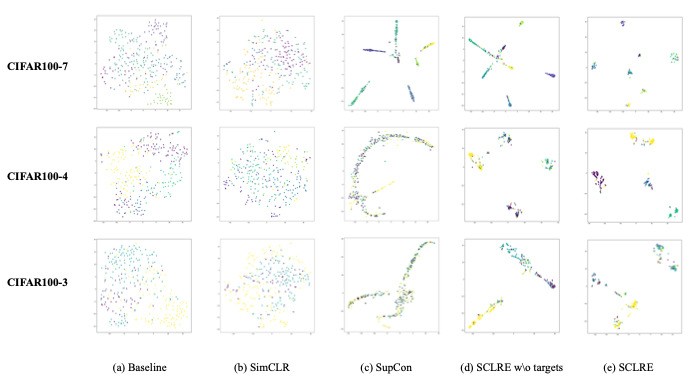 CIFAR100-7
CIFAR100-4
CIFAR100-3
(a) Baseline (b) SimCLR (c) SupCon (d) SCLRE w\o targets (e) SCLRE